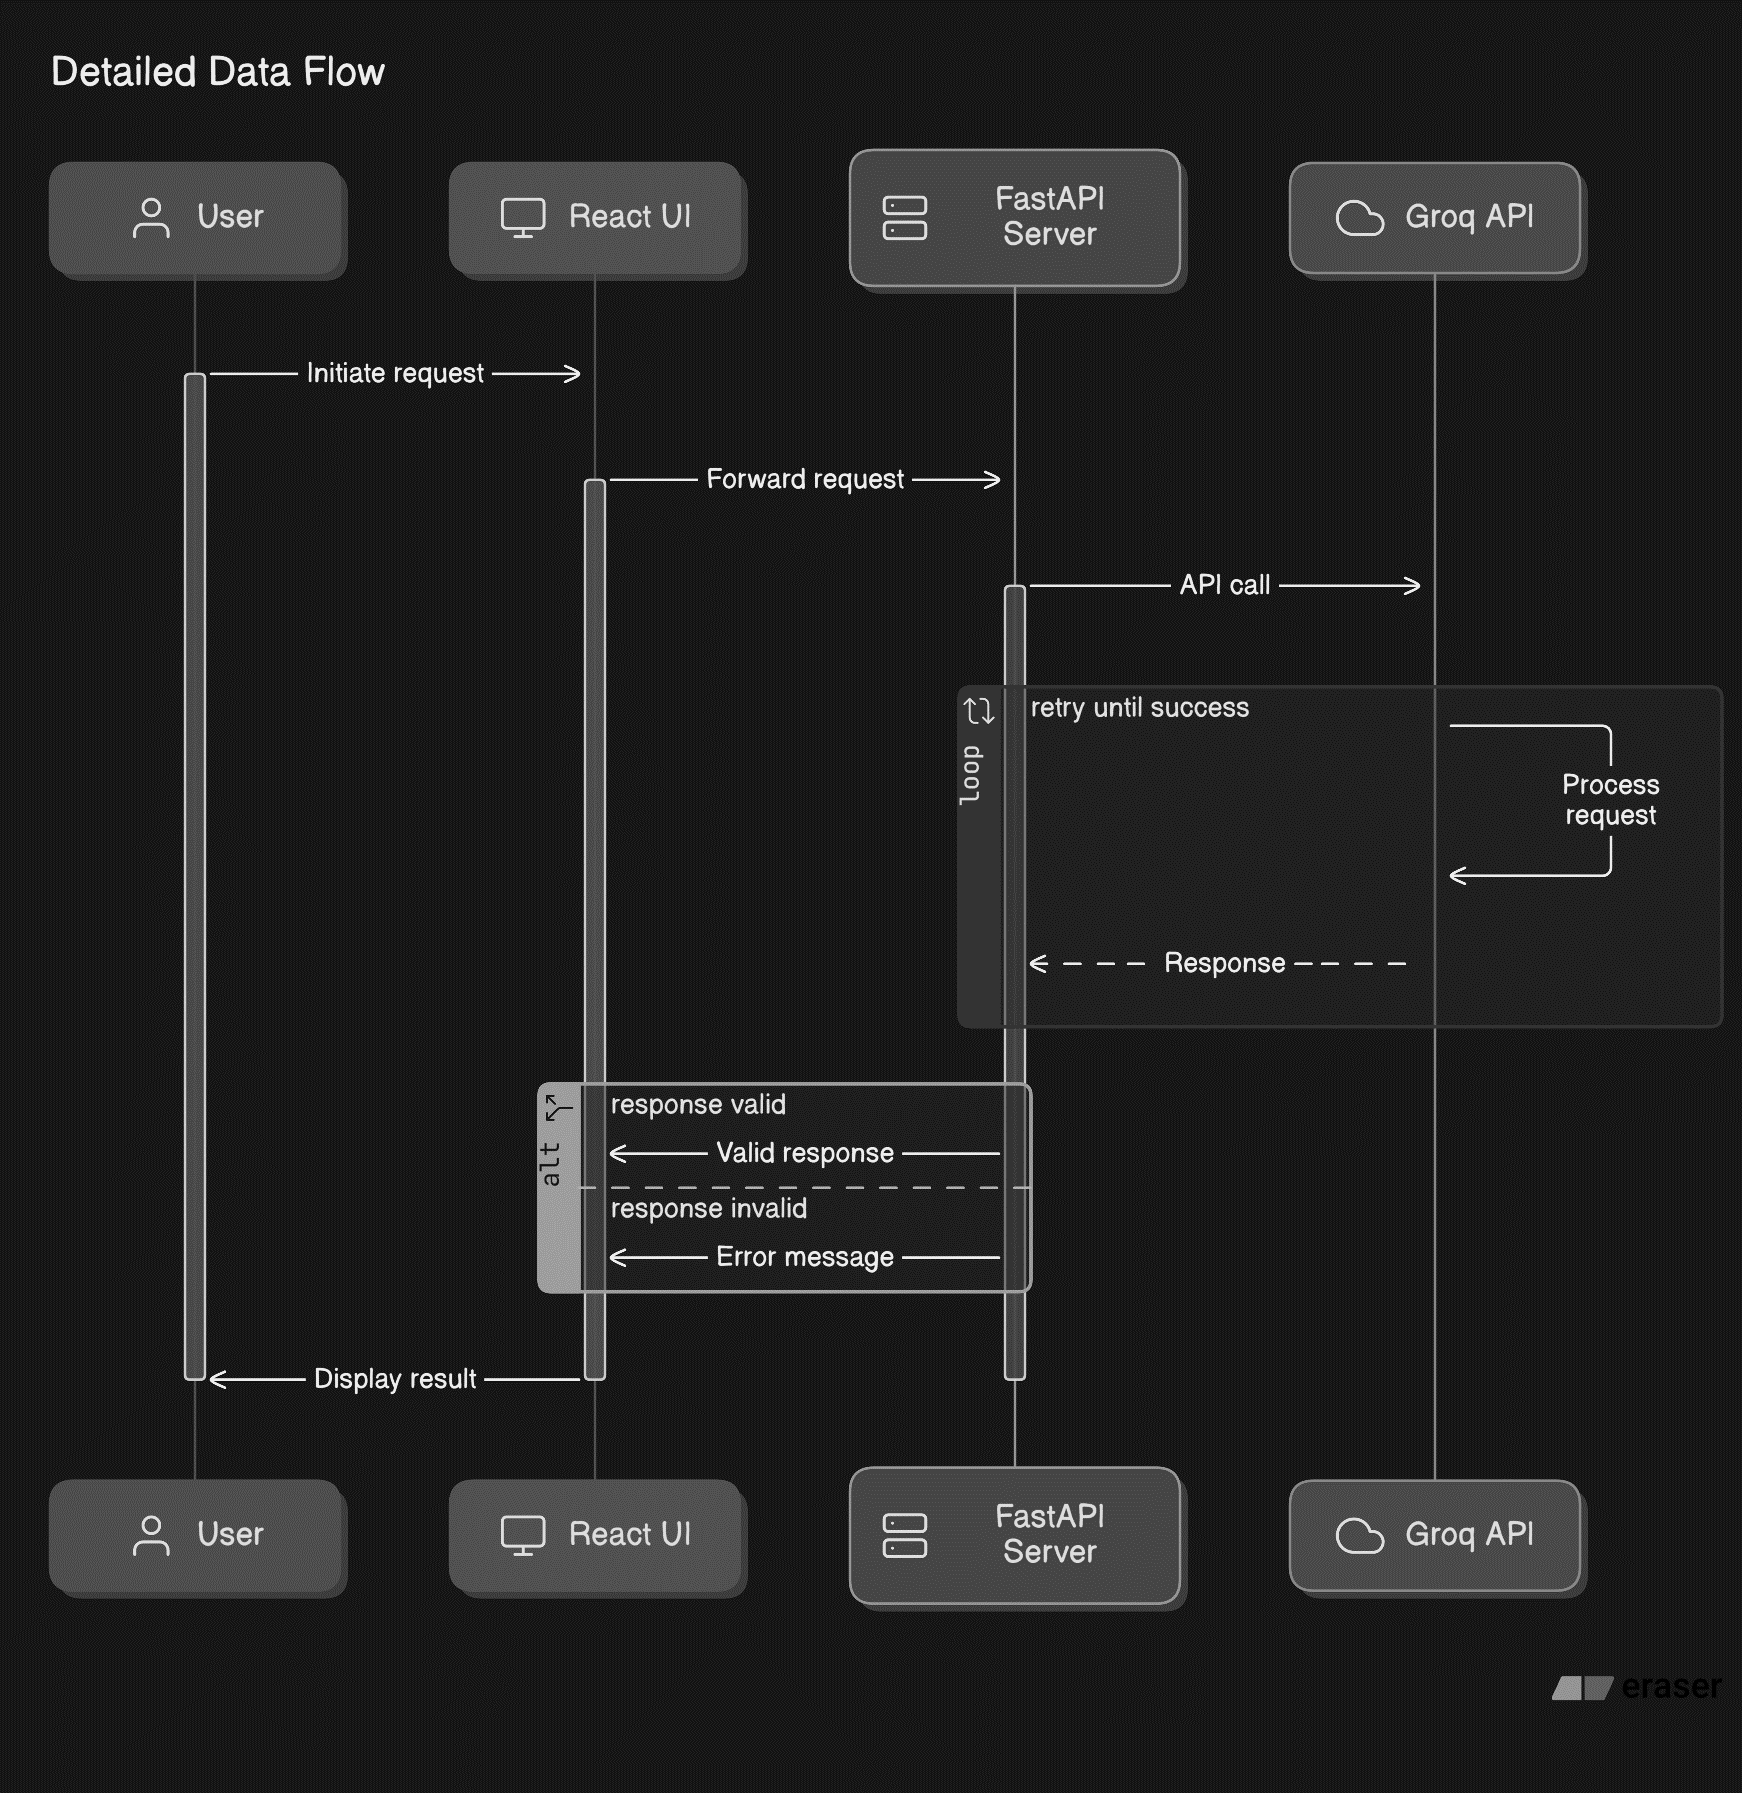 Detailed Data Flow
User
React UI
FastAPI
Server
Groq API
Initiate request
Forward request
API call
loop
retry until success
Process
request
Response
alt
response valid
Valid response
response invalid
Error message
Display result
User
React UI
FastAPI
Server
Groq API
eraser